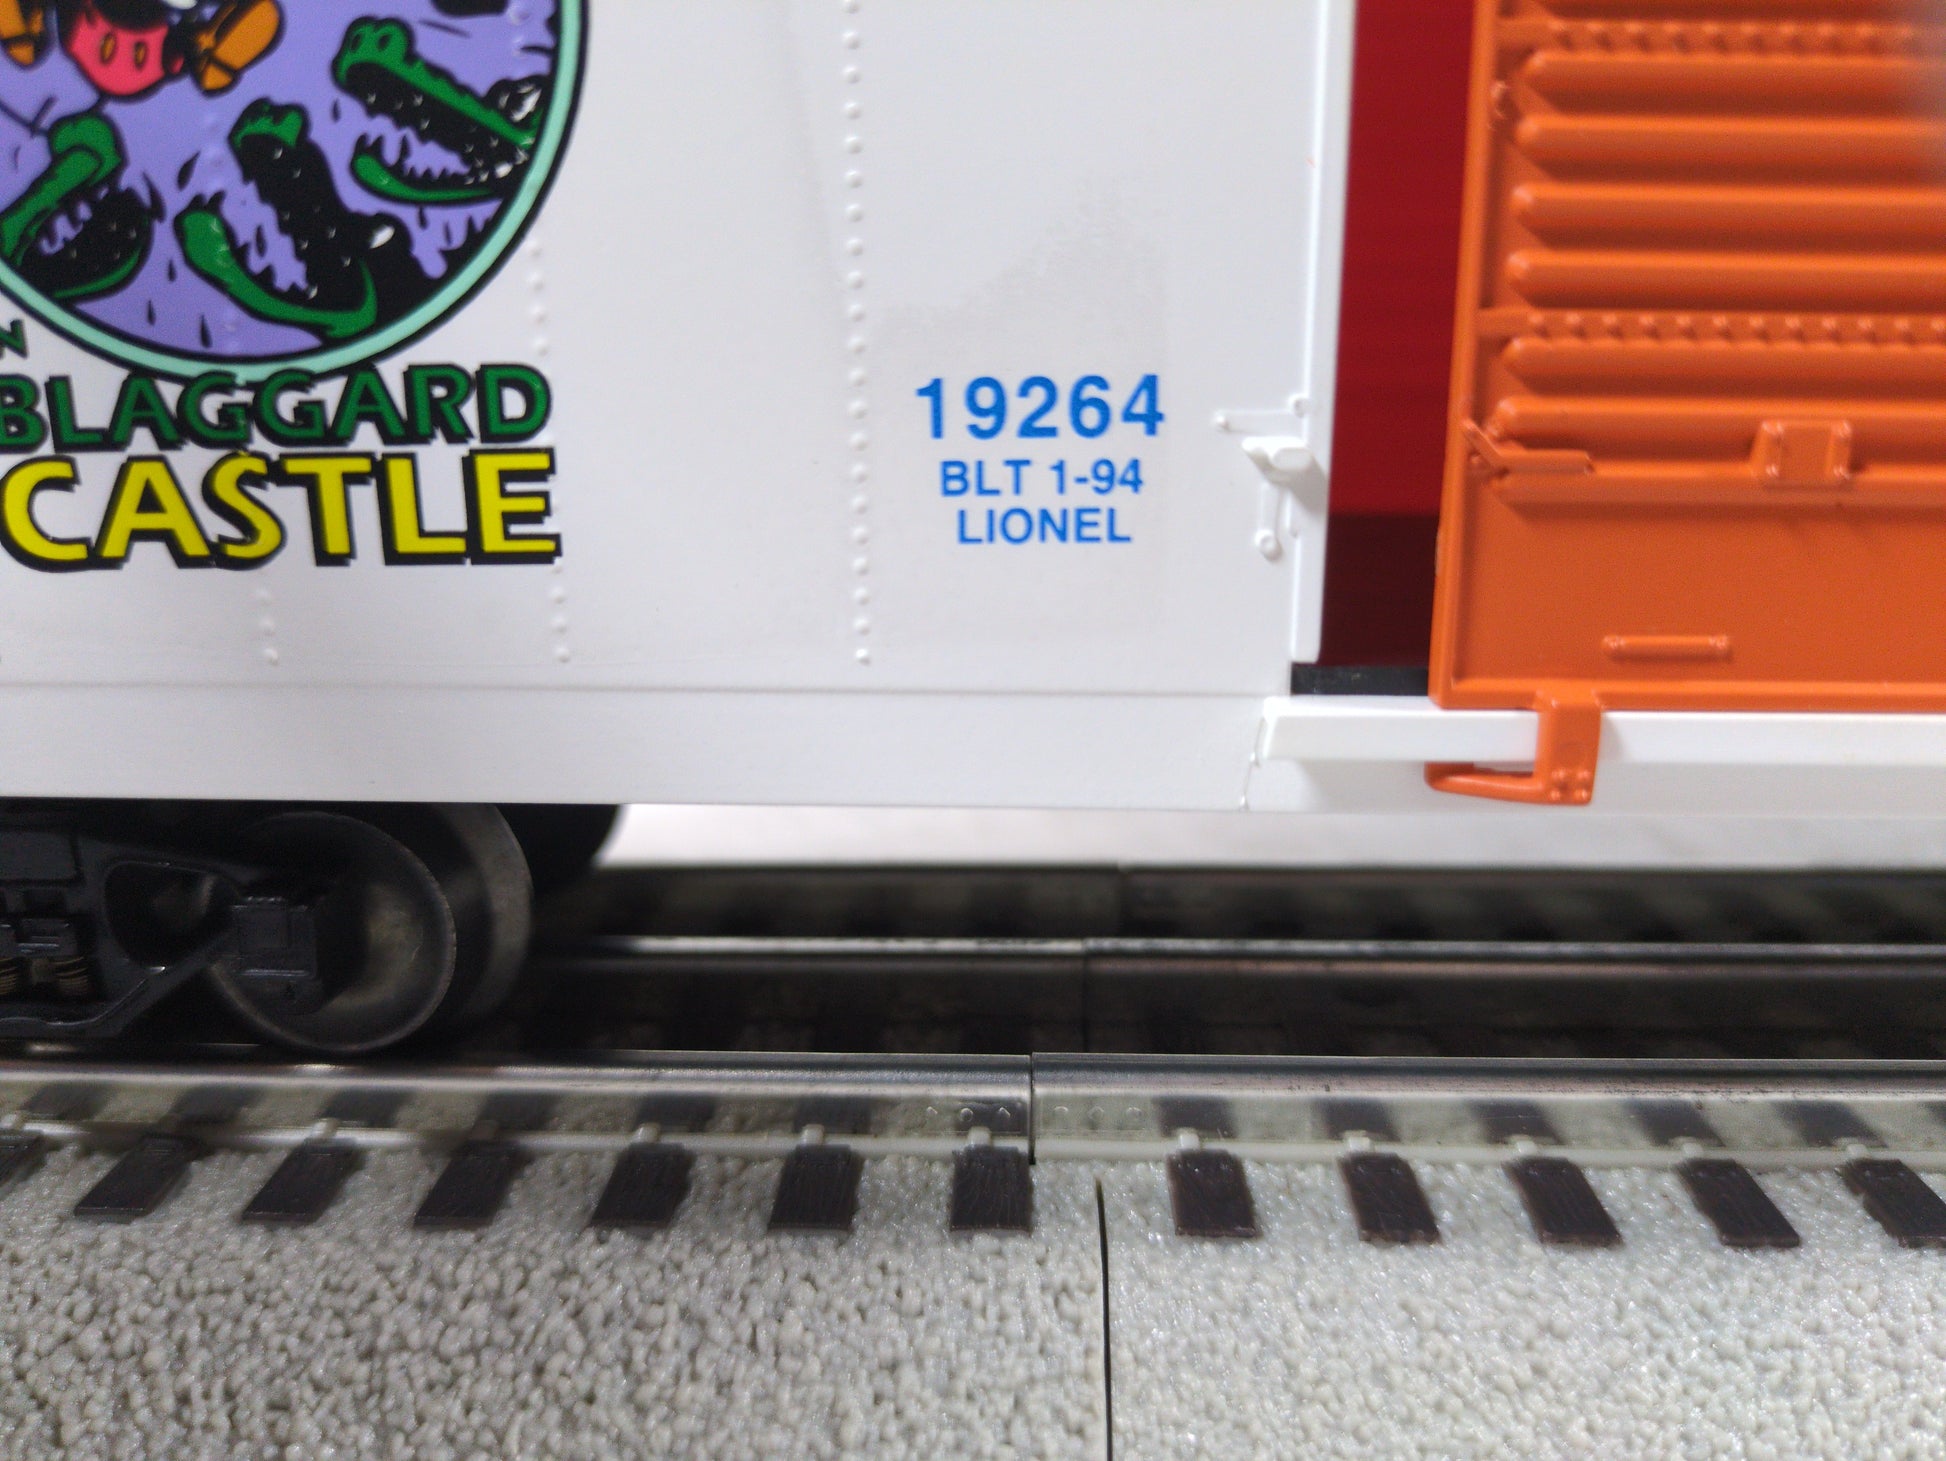 BLAGGARD
CASTLE
19264
BLT 1-94
LIONEL